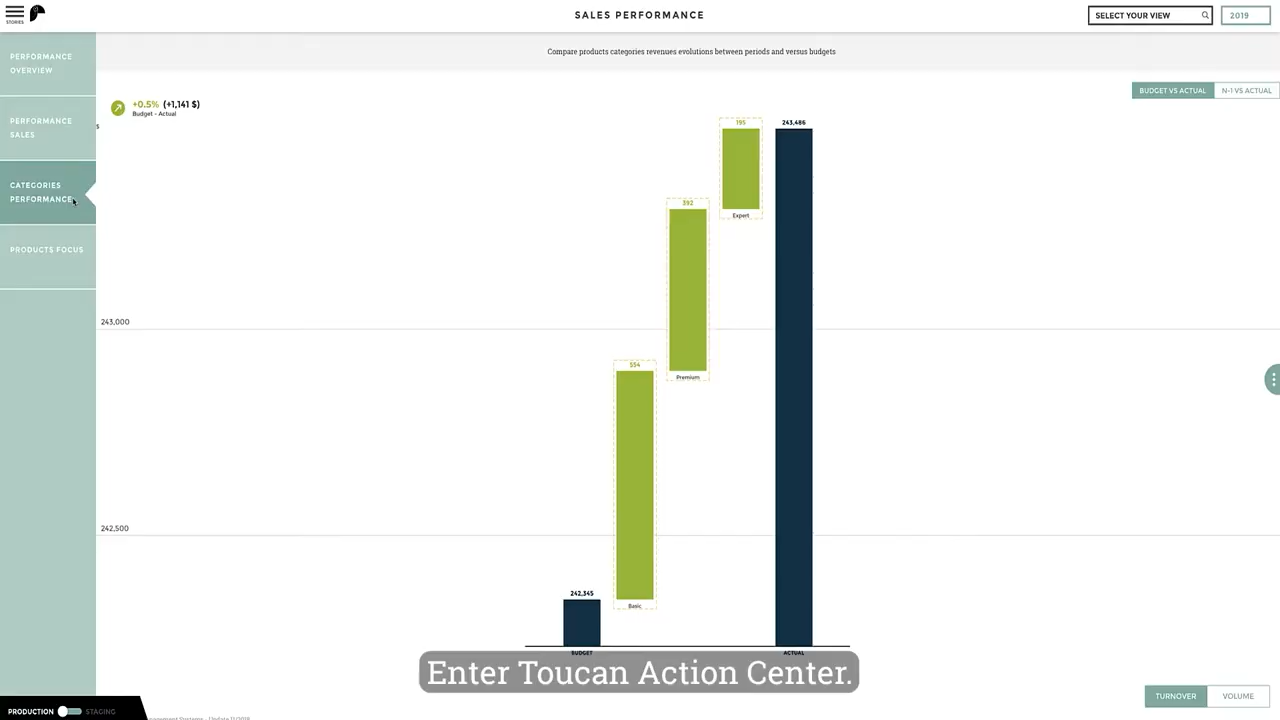 STORIES
SALES PERFORMANCE
SELECT YOUR VIEW
2019
PERFORMANCE
OVERVIEW
PERFORMANCE
SALES
CATEGORIES
PERFORMANCE
PRODUCTS FOCUS
Compare products categories revenues evolutions between periods and versus budgets
BUDGET VS ACTUAL
N-1 VS ACTUAL
+0.5% (+1,141 $)
Budget - Actual
$
195
243,486
Expert
392
243,000
554
Premium
242,500
242,345
Basic
BUDGET
ACTUAL
Enter Toucan Action Center.
TURNOVER
VOLUME
PRODUCTION
STAGING